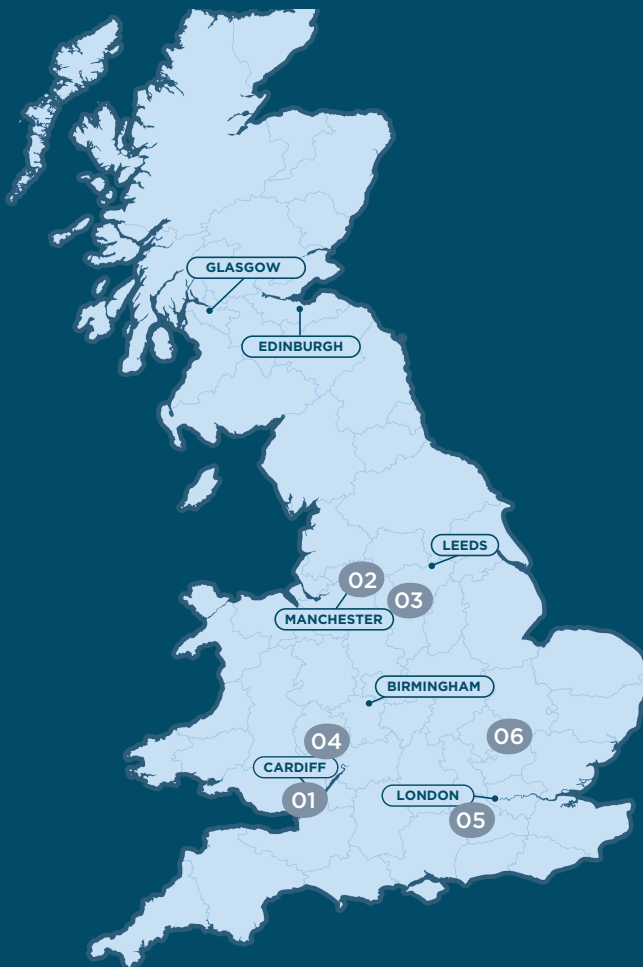 GLASGOW
EDINBURGH
LEEDS
02
03
MANCHESTER
BIRMINGHAM
06
04
CARDIFF
LONDON
01
05